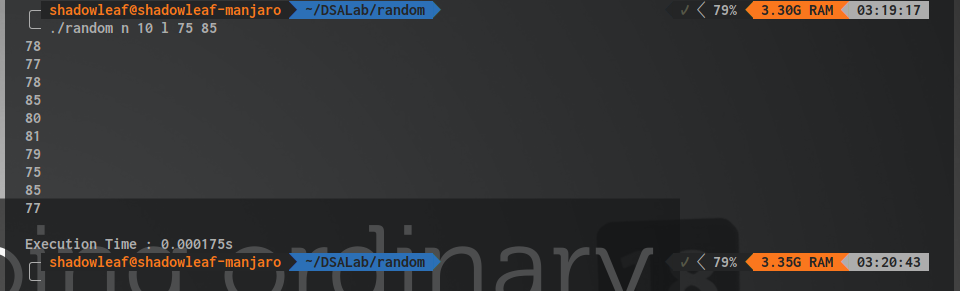 shadowleaf@shadowleaf-manjaro ~/DSALab/random ✓ 79% 3.30G RAM 03:19:17
./random n 10 l 75 85
78
77
78
85
80
81
79
75
85
77
Execution Time : 0.000175s
shadowleaf@shadowleaf-manjaro ~/DSALab/random ✓ 79% 3.35G RAM 03:20:43
ordinary